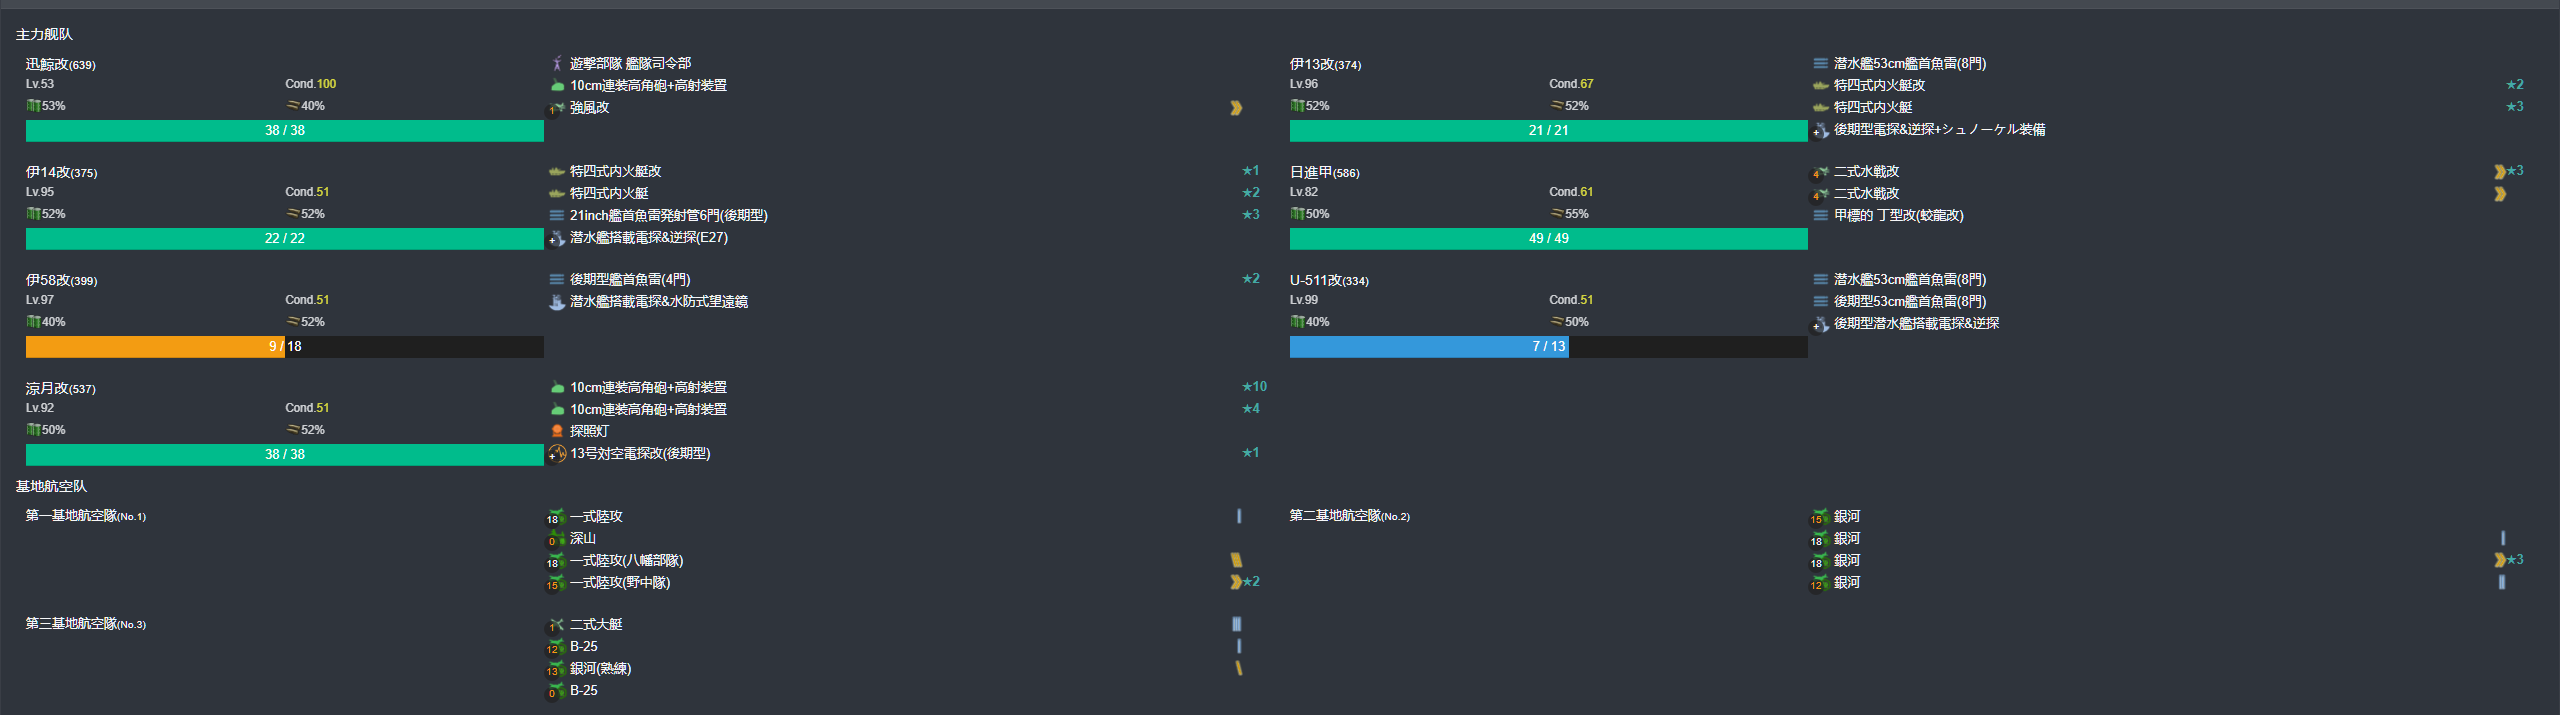 主力舰队
迅鯨改(639)
Lv.53 Cond.100
53% 40%
38 / 38
遊撃部隊 艦隊司令部
10cm連装高角砲+高射装置
1 強風改
伊13改(374)
Lv.96 Cond.67
52% 52%
21 / 21
潜水艦53cm艦首魚雷(8門)
特四式内火艇改 ★2
特四式内火艇 ★3
+ 後期型電探&逆探+シュノーケル装備
伊14改(375)
Lv.95 Cond.51
52% 52%
22 / 22
特四式内火艇改 ★1
特四式内火艇 ★2
21inch艦首魚雷発射管6門(後期型) ★3
+ 潜水艦搭載電探&逆探(E27)
日進甲(586)
Lv.82 Cond.61
50% 55%
49 / 49
4 二式水戦改 ★3
4 二式水戦改
甲標的 丁型改(蛟龍改)
伊58改(399)
Lv.97 Cond.51
40% 52%
9 / 18
後期型艦首魚雷(4門) ★2
潜水艦搭載電探&水防式望遠鏡
U-511改(334)
Lv.99 Cond.51
40% 50%
7 / 13
潜水艦53cm艦首魚雷(8門)
後期型53cm艦首魚雷(8門)
+ 後期型潜水艦搭載電探&逆探
涼月改(537)
Lv.92 Cond.51
50% 52%
38 / 38
10cm連装高角砲+高射装置 ★10
10cm連装高角砲+高射装置 ★4
探照灯
+ 13号対空電探改(後期型) ★1
基地航空队
第一基地航空隊(No.1)
18 一式陸攻
0 深山
18 一式陸攻(八幡部隊)
15 一式陸攻(野中隊) ★2
第二基地航空隊(No.2)
15 銀河
18 銀河
18 銀河 ★3
12 銀河
第三基地航空隊(No.3)
1 二式大艇
12 B-25
13 銀河(熟練)
0 B-25